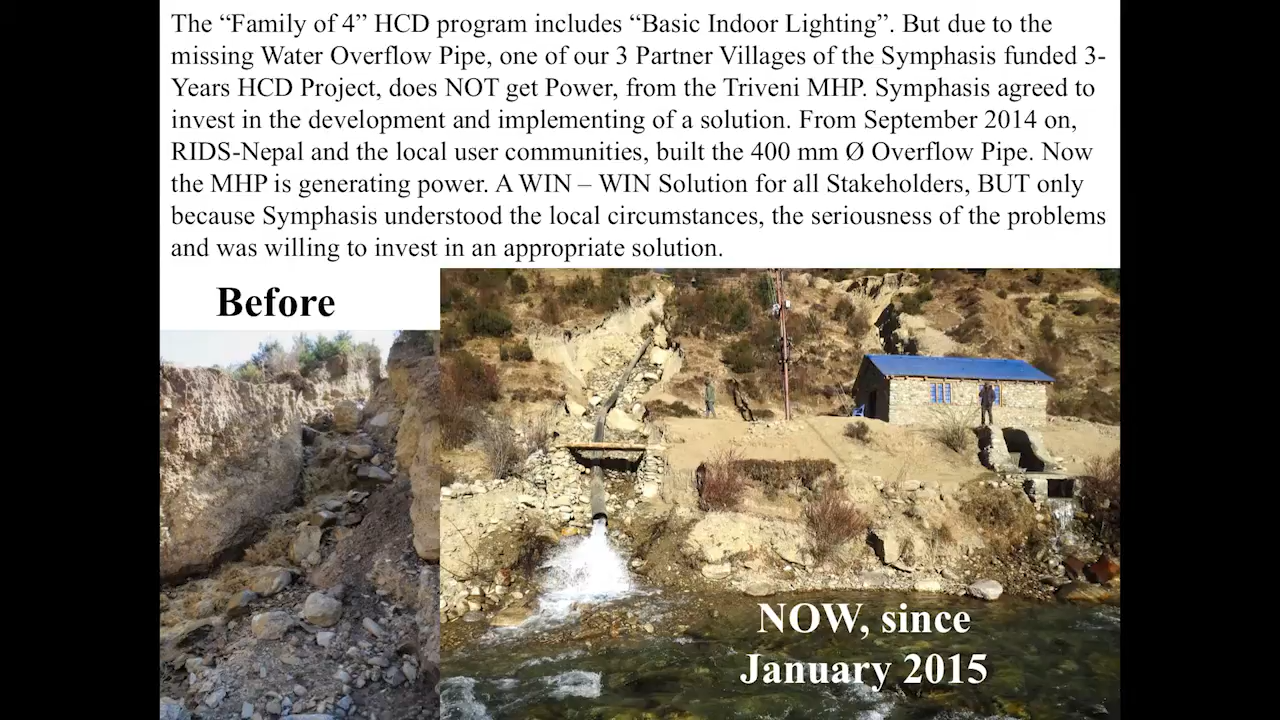 The “Family of 4” HCD program includes “Basic Indoor Lighting”. But due to the
missing Water Overflow Pipe, one of our 3 Partner Villages of the Symphasis funded 3-
Years HCD Project, does NOT get Power, from the Triveni MHP. Symphasis agreed to
invest in the development and implementing of a solution. From September 2014 on,
RIDS-Nepal and the local user communities, built the 400 mm Ø Overflow Pipe. Now
the MHP is generating power. A WIN – WIN Solution for all Stakeholders, BUT only
because Symphasis understood the local circumstances, the seriousness of the problems
and was willing to invest in an appropriate solution.
Before
NOW, since
January 2015